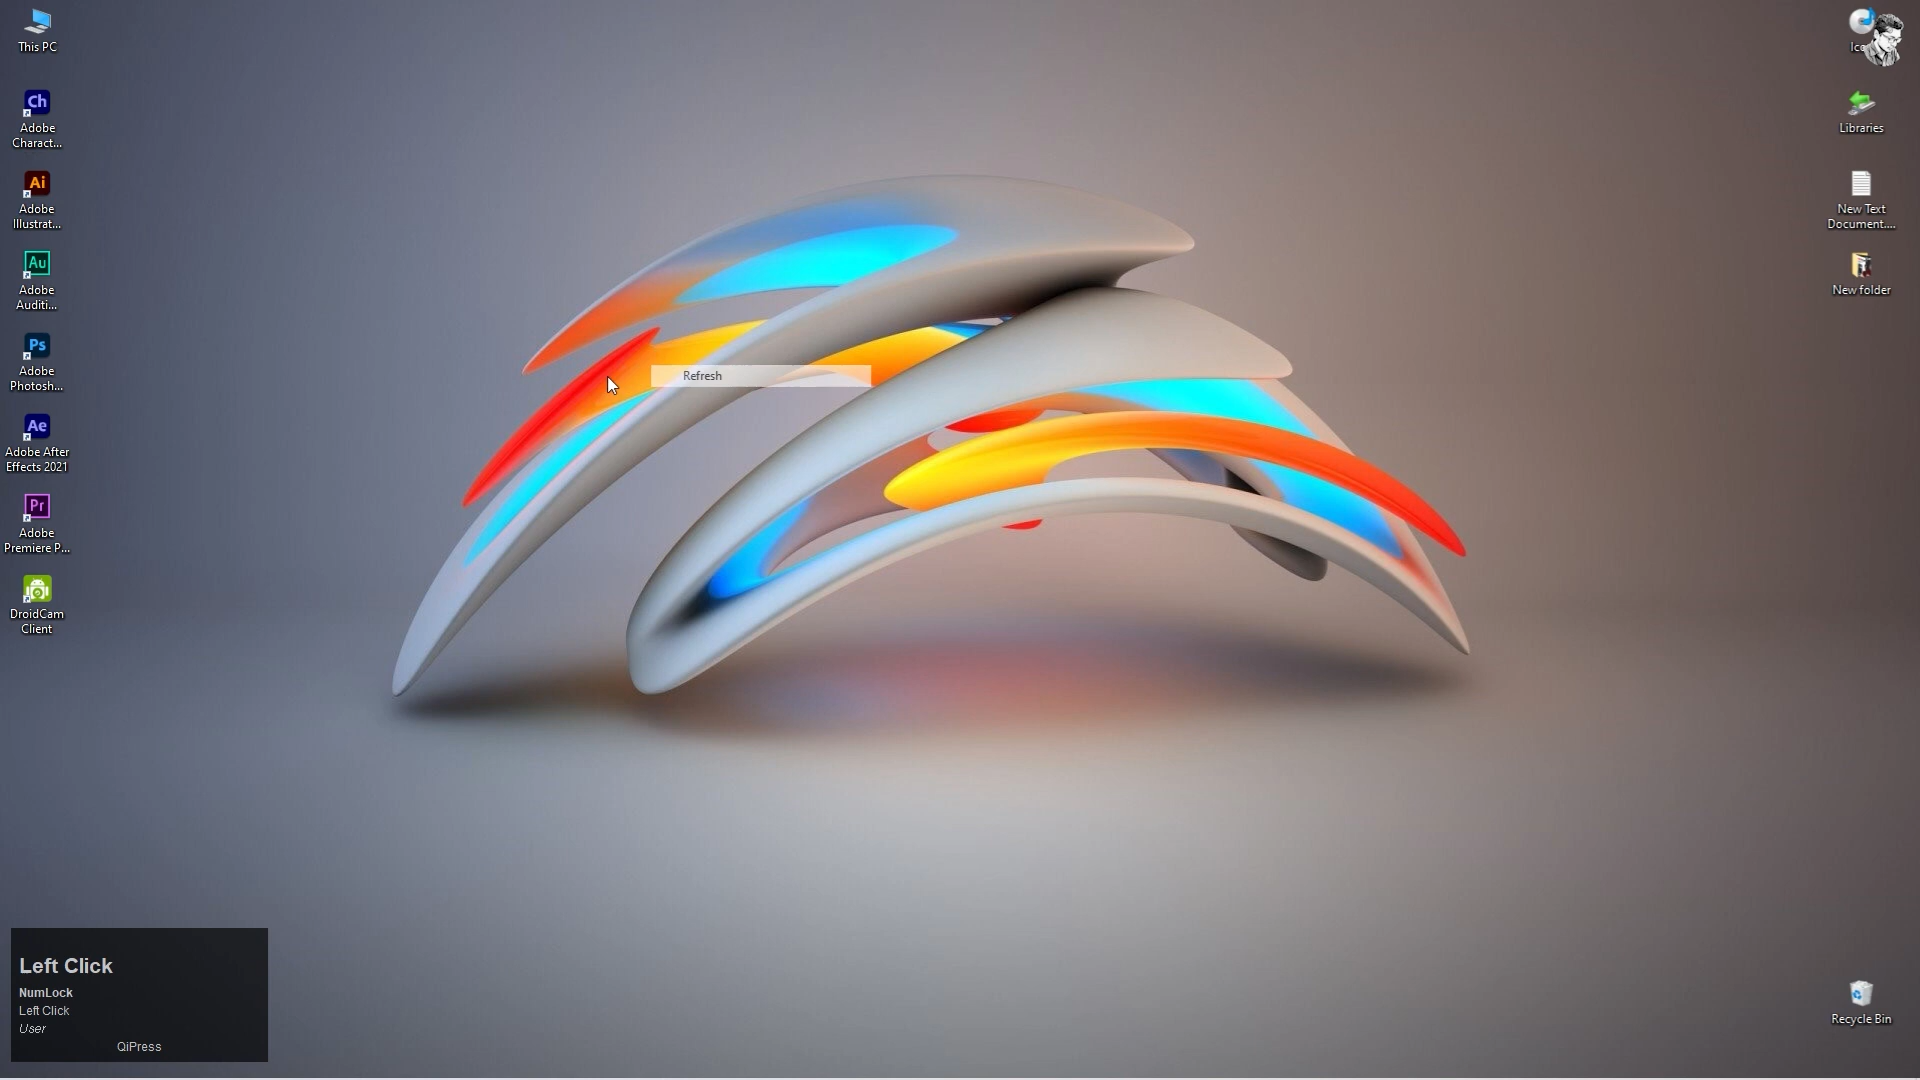 This PC
Ch
Adobe
Charact...
Ai
Adobe
Illustrat...
Au
Adobe
Auditi...
Ps
Adobe
Photosh...
Ae
Adobe After
Effects 2021
Pr
Adobe
Premiere P...
DroidCam
Client
Refresh
Libraries
New Text
Document....
New folder
Recycle Bin
Left Click
NumLock
Left Click
User
QiPress